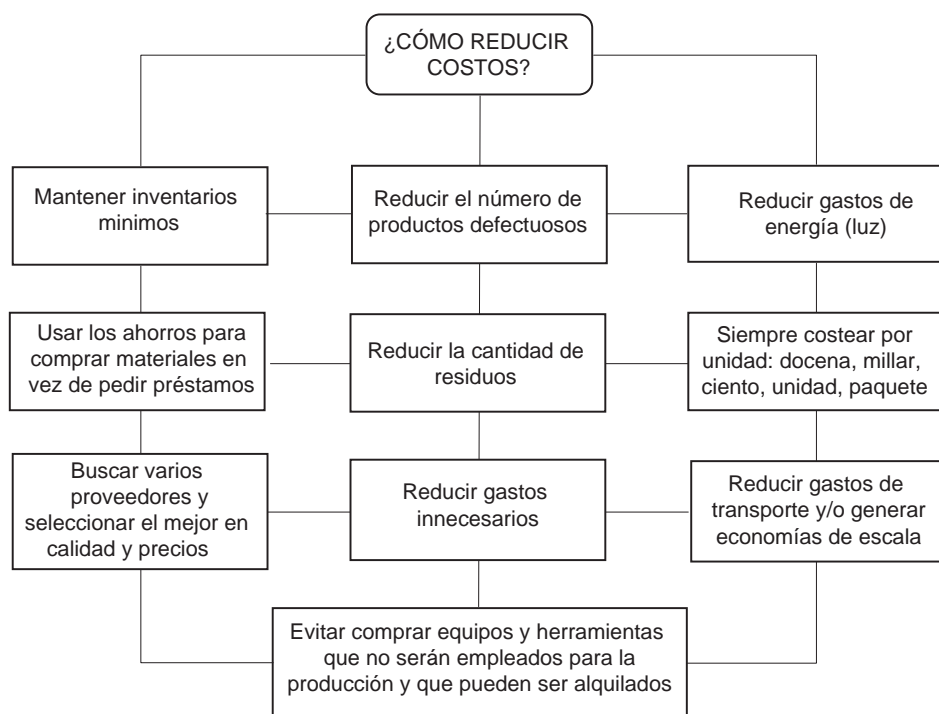 ¿CÓMO REDUCIR
COSTOS?
Mantener inventarios
minimos
Reducir el número de
productos defectuosos
Reducir gastos de
energía (luz)
Usar los ahorros para
comprar materiales en
vez de pedir préstamos
Reducir la cantidad de
residuos
Siempre costear por
unidad: docena, millar,
ciento, unidad, paquete
Buscar varios
proveedores y
seleccionar el mejor en
calidad y precios
Reducir gastos
innecesarios
Reducir gastos de
transporte y/o generar
economías de escala
Evitar comprar equipos y herramientas
que no serán empleados para la
producción y que pueden ser alquilados